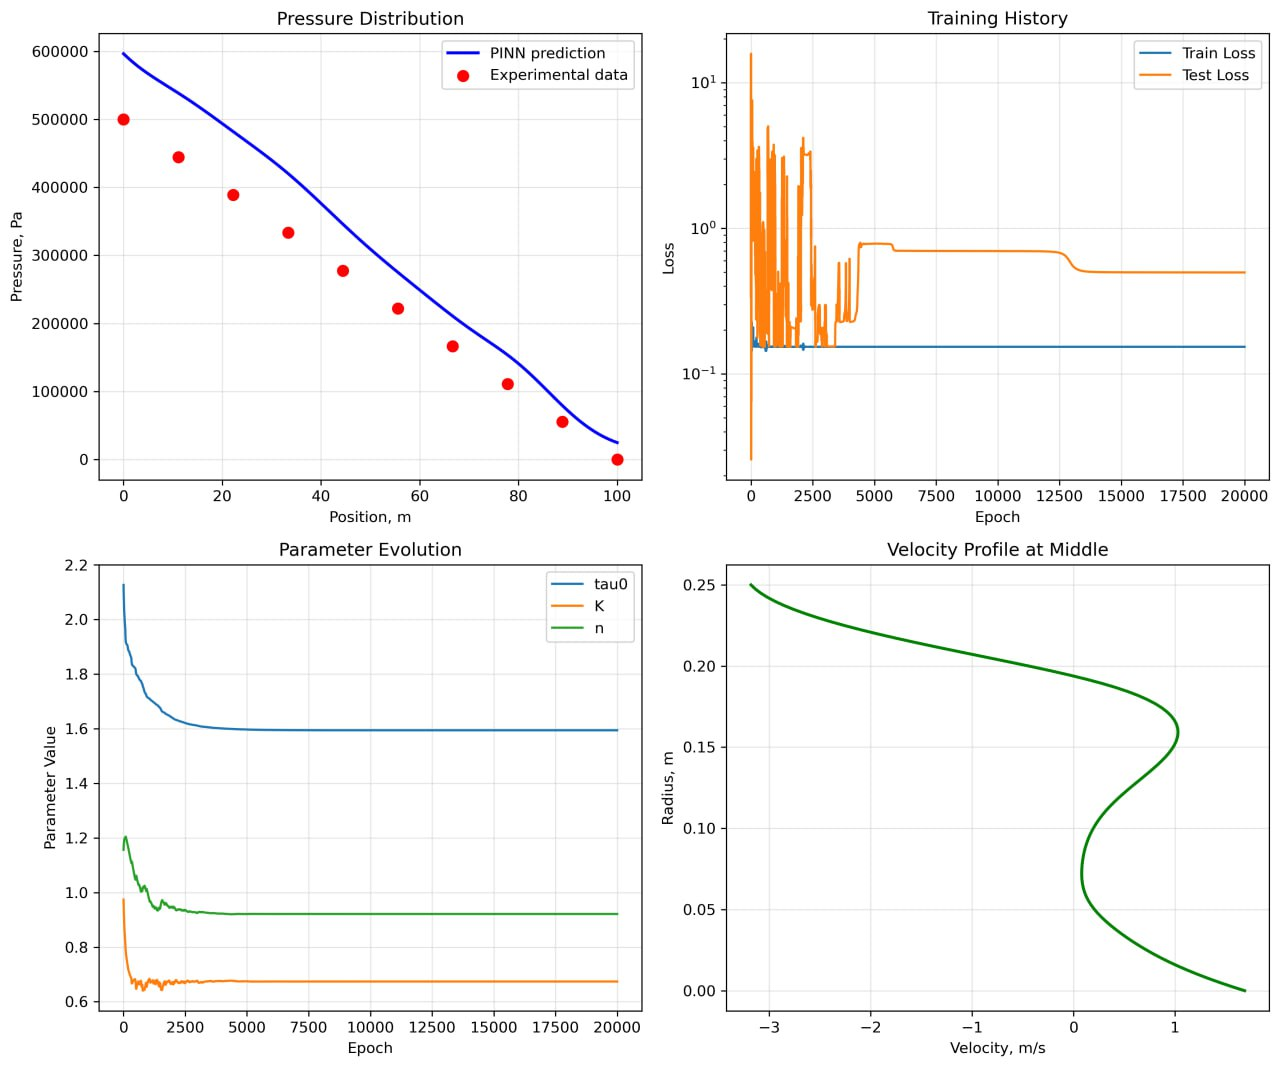 Pressure Distribution
PINN prediction
Experimental data
600000
500000
400000
300000
200000
100000
0
Pressure, Pa
0 20 40 60 80 100
Position, m
Training History
Train Loss
Test Loss
10¹
10⁰
10⁻¹
Loss
0 2500 5000 7500 10000 12500 15000 17500 20000
Epoch
Parameter Evolution
tau0
K
n
2.2
2.0
1.8
1.6
1.4
1.2
1.0
0.8
0.6
Parameter Value
0 2500 5000 7500 10000 12500 15000 17500 20000
Epoch
Velocity Profile at Middle
0.25
0.20
0.15
0.10
0.05
0.00
Radius, m
−3 −2 −1 0 1
Velocity, m/s